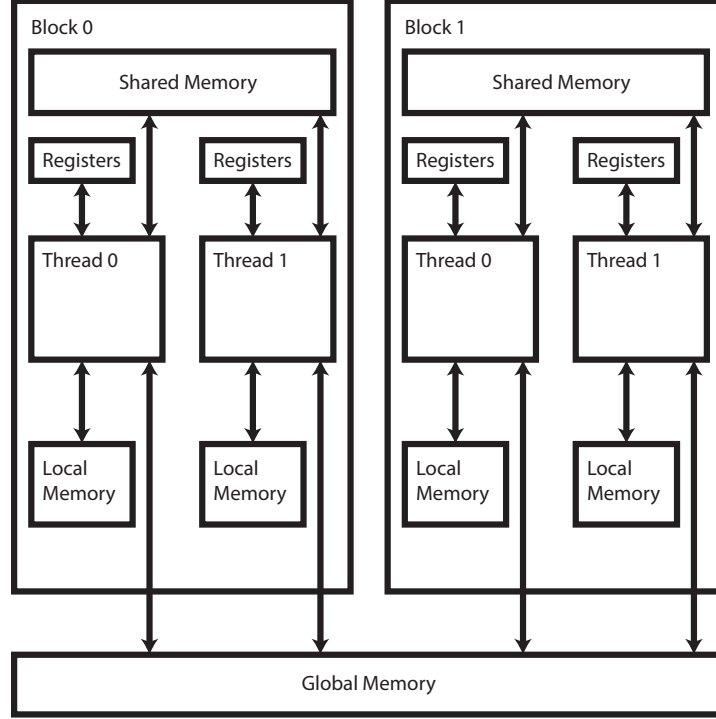 Block 0
Shared Memory
Registers
Registers
Thread 0
Thread 1
Local
Memory
Local
Memory
Block 1
Shared Memory
Registers
Registers
Thread 0
Thread 1
Local
Memory
Local
Memory
Global Memory